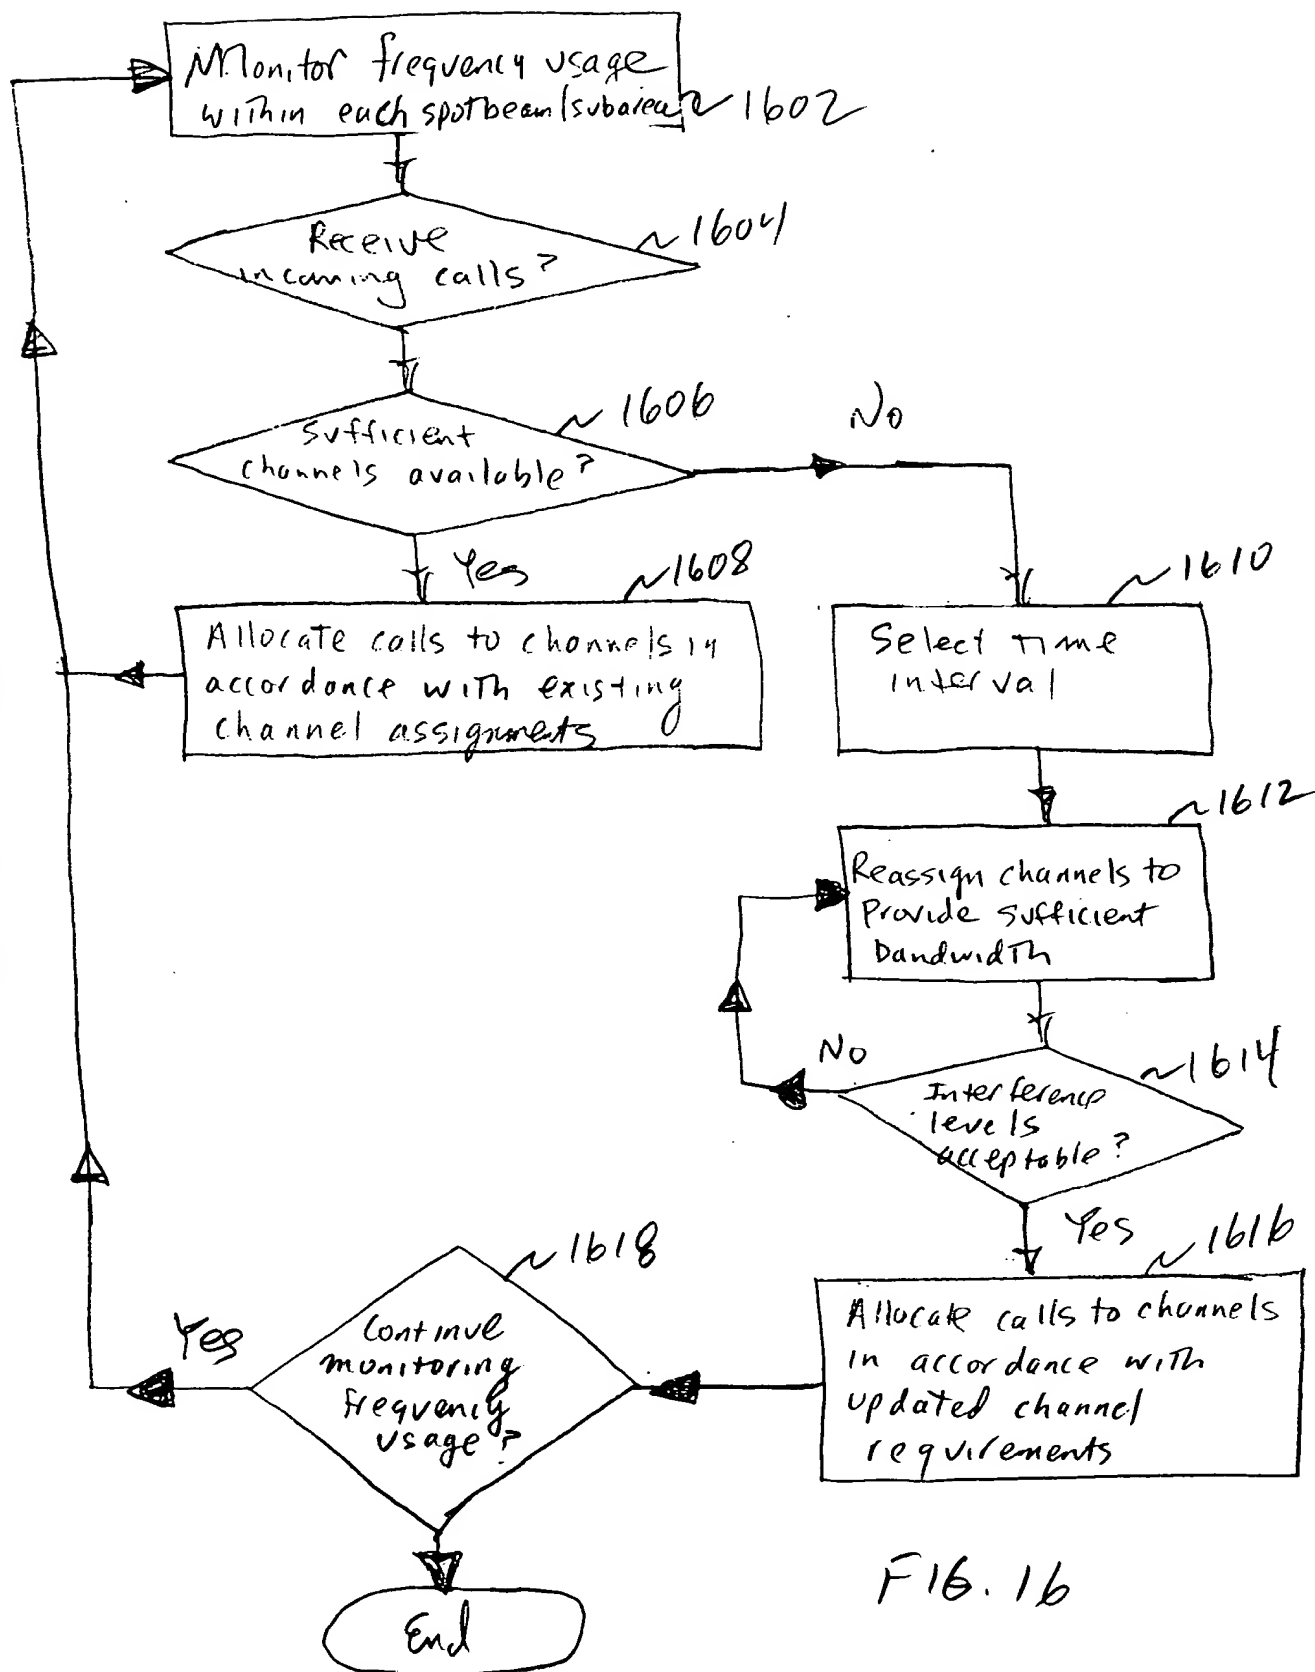 Monitor frequency usage
within each spotbeam/subarea
1602
Receive
incoming calls?
1604
Sufficient
channels available?
1606
No
Yes
1608
Allocate calls to channels in
accordance with existing
channel assignments
1610
Select time
interval
1612
Reassign channels to
provide sufficient
bandwidth
No
1614
Interference
levels
acceptable?
Yes
1616
Allocate calls to channels
in accordance with
updated channel
requirements
1618
Continue
monitoring
frequency
usage?
Yes
End
FIG. 16